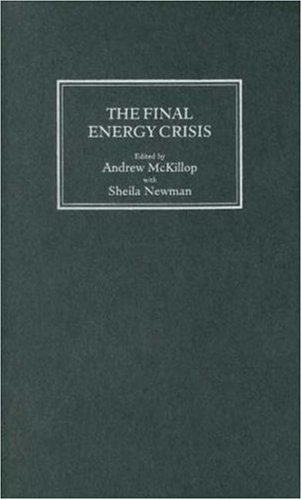 THE FINAL
ENERGY CRISIS
Edited by
Andrew McKillop
with
Sheila Newman